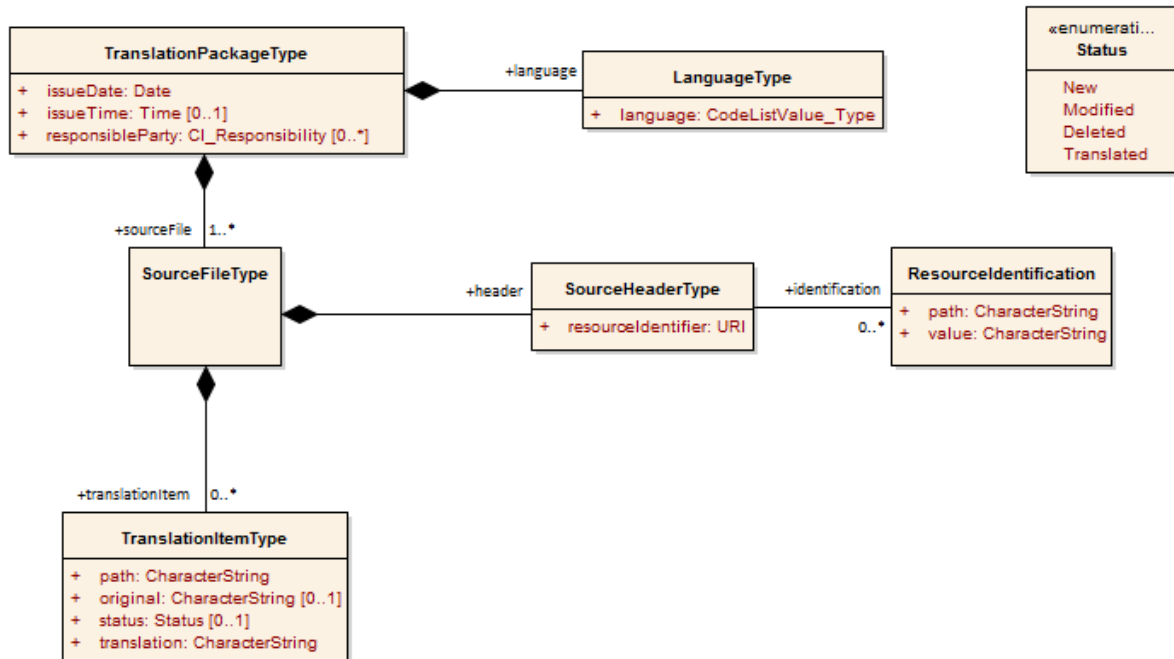 TranslationPackageType
+ issueDate: Date
+ issueTime: Time [0..1]
+ responsibleParty: CI_Responsibility [0..*]
+language
LanguageType
+ language: CodeListValue_Type
«enumerati...
Status
New
Modified
Deleted
Translated
+sourceFile 1..*
SourceFileType
+header
SourceHeaderType
+ resourceIdentifier: URI
+identification
0..*
ResourceIdentification
+ path: CharacterString
+ value: CharacterString
+translationItem 0..*
TranslationItemType
+ path: CharacterString
+ original: CharacterString [0..1]
+ status: Status [0..1]
+ translation: CharacterString